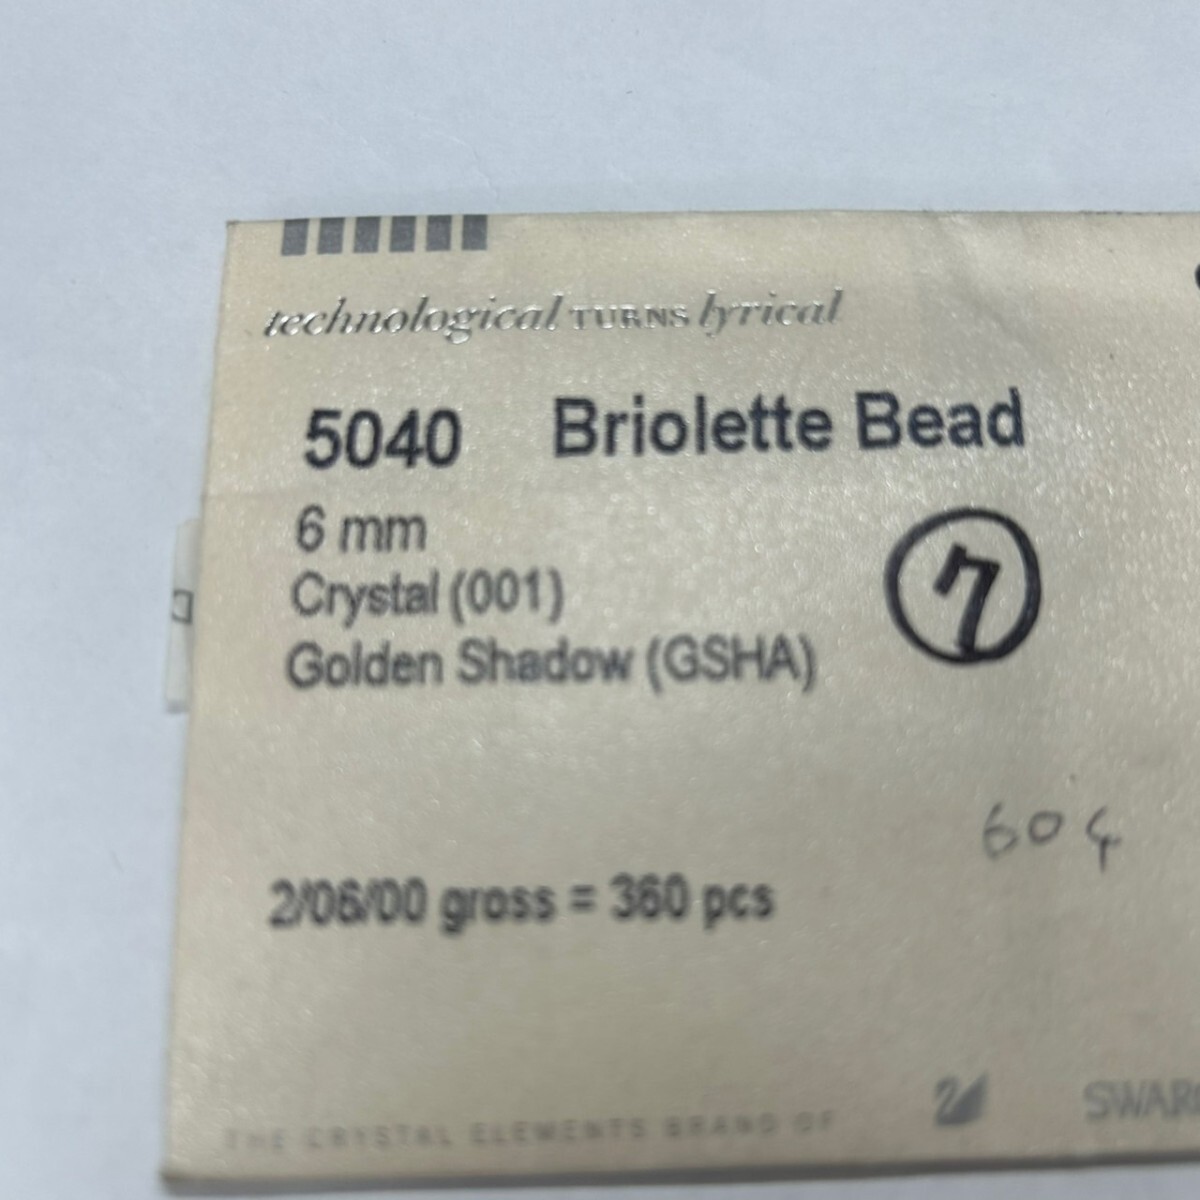 technological TURNS lyrical
5040 Briolette Bead
6 mm
Crystal (001)
Golden Shadow (GSHA)
7
604
2/06/00 gross = 360 pcs
THE CRYSTAL ELEMENTS BRAND OF SWAR